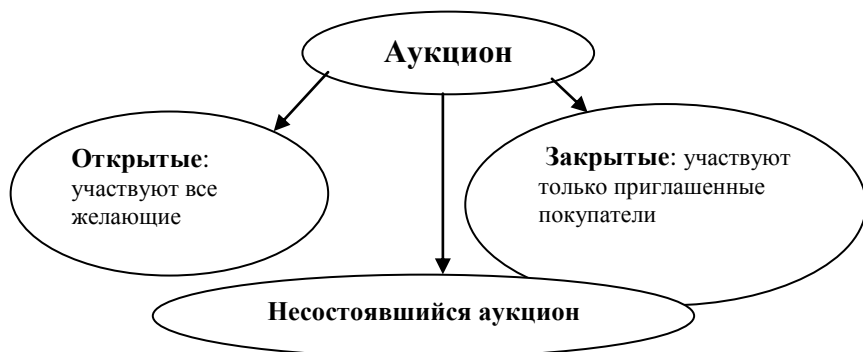 Аукцион
Открытые:
участвуют все
желающие
Закрытые: участвуют
только приглашенные
покупатели
Несостоявшийся аукцион